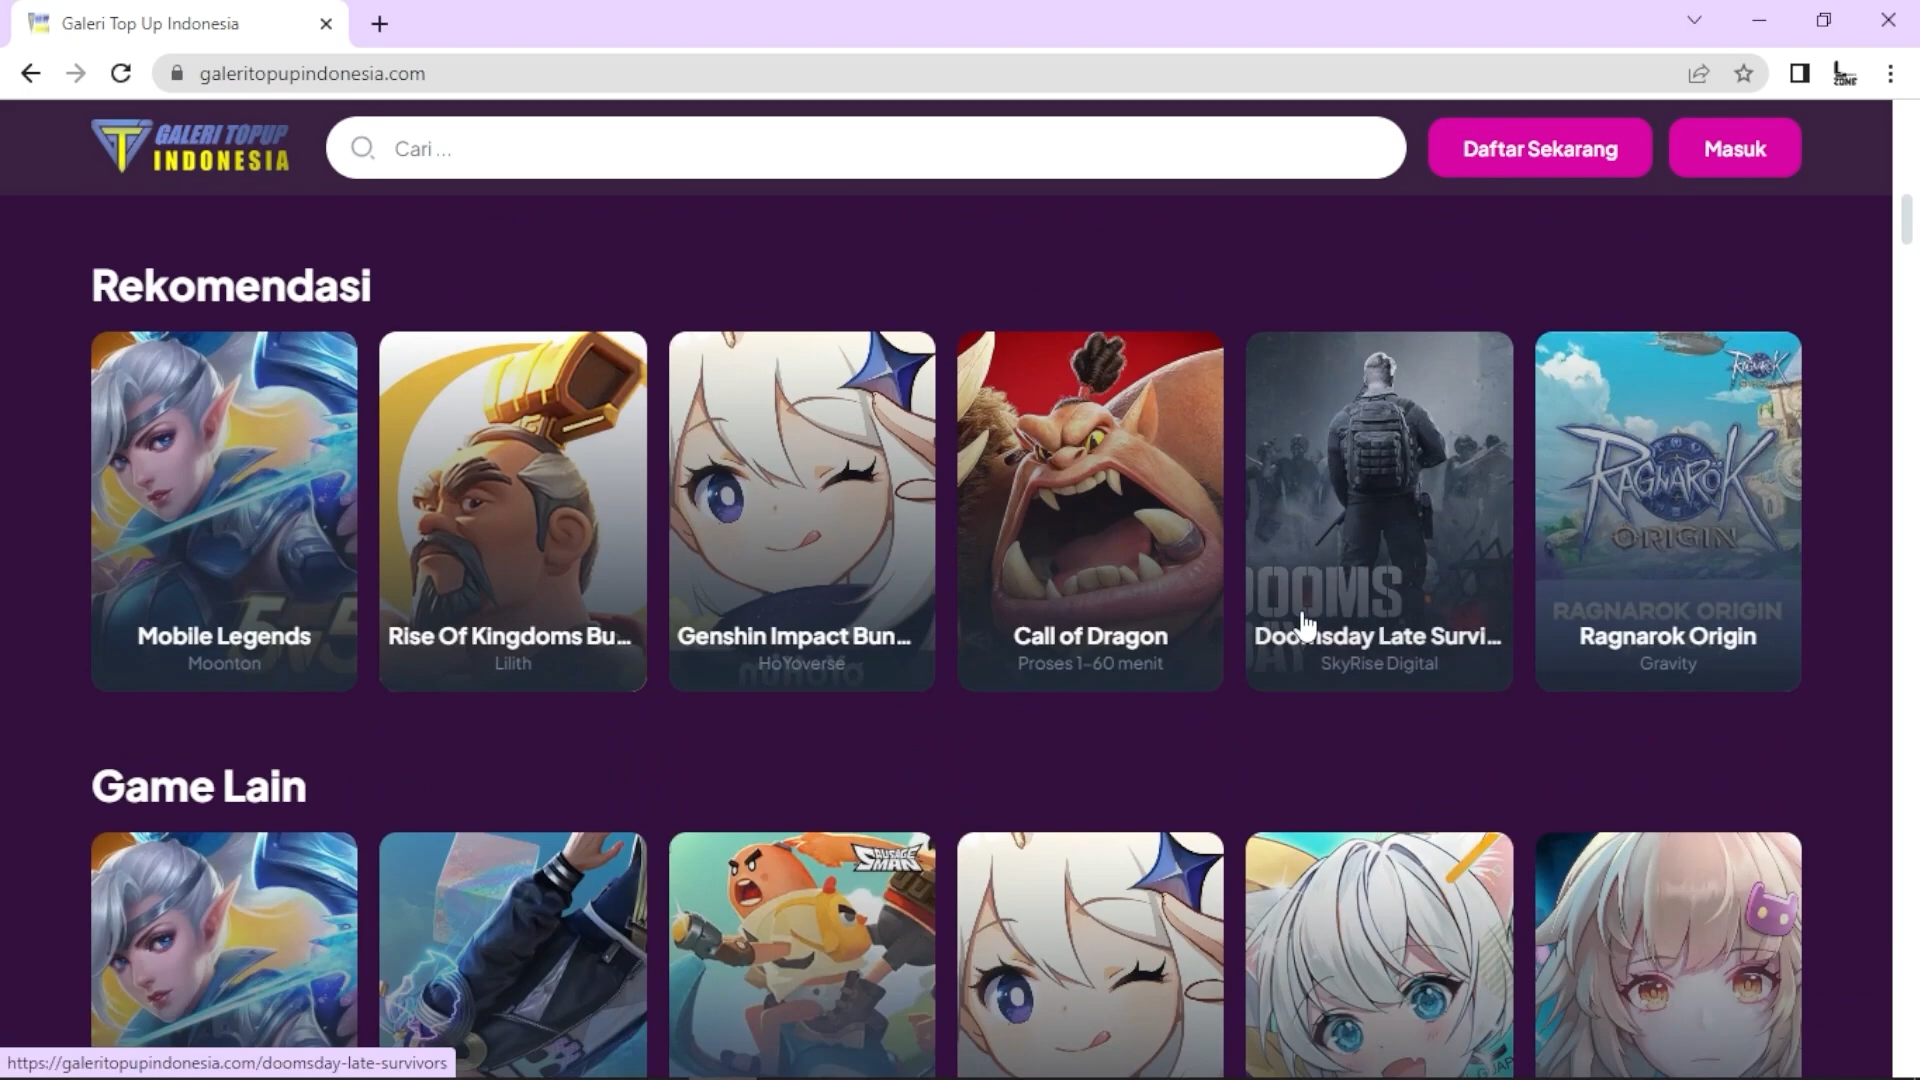 Galeri Top Up Indonesia
galeritopupindonesia.com
GALERI TOPUP
INDONESIA
Cari ...
Daftar Sekarang
Masuk
Rekomendasi
Mobile Legends
Moonton
Rise Of Kingdoms Bu...
Lilith
Genshin Impact Bun...
HoYoverse
Call of Dragon
Proses 1-60 menit
DOOMS
DAY
Doomsday Late Survi...
SkyRise Digital
RAGNAROK
RAGNAROK
ORIGIN
RAGNAROK ORIGIN
Ragnarok Origin
Gravity
Game Lain
SAUSAGE
MAN
https://galeritopupindonesia.com/doomsday-late-survivors